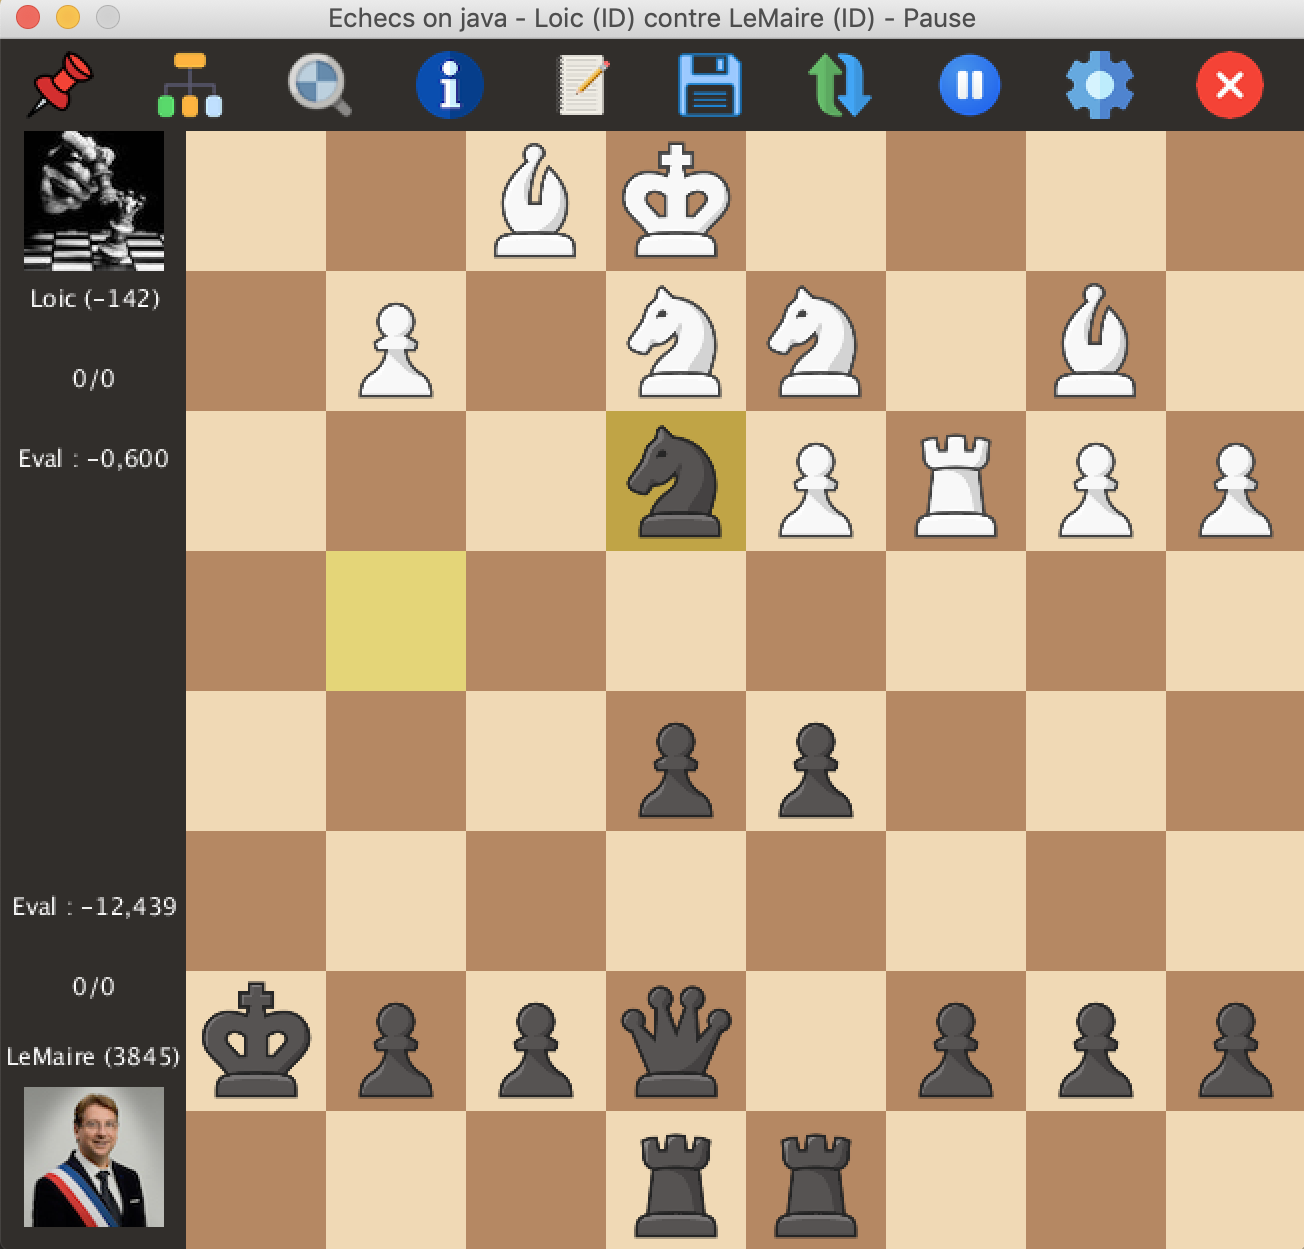 Echecs on java - Loic (ID) contre LeMaire (ID) - Pause
Loic (-142)
0/0
Eval : -0,600
Eval : -12,439
0/0
LeMaire (3845)